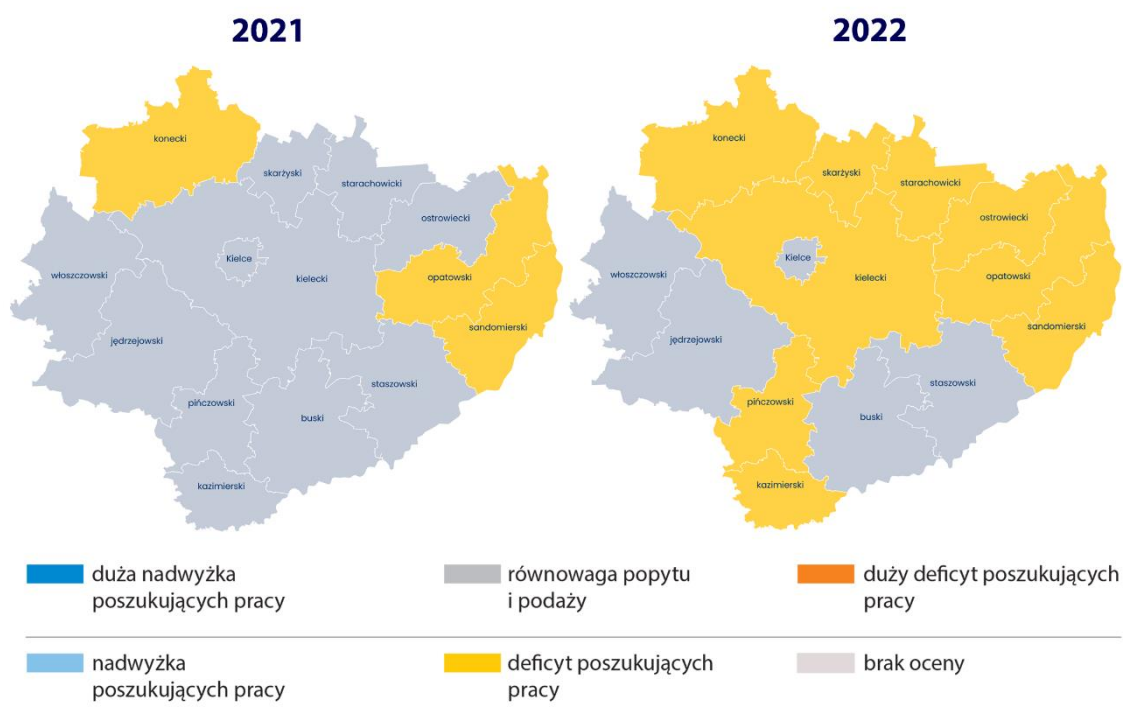 2021
2022
konecki
skarżyski
starachowicki
ostrowiecki
Kielce
kielecki
opatowski
włoszczowski
sandomierski
jędrzejowski
staszowski
pińczowski
buski
kazimierski
konecki
skarżyski
starachowicki
ostrowiecki
Kielce
kielecki
opatowski
włoszczowski
sandomierski
jędrzejowski
staszowski
pińczowski
buski
kazimierski
duża nadwyżka
poszukujących pracy
równowaga popytu
i podaży
duży deficyt poszukujących
pracy
nadwyżka
poszukujących pracy
deficyt poszukujących
pracy
brak oceny